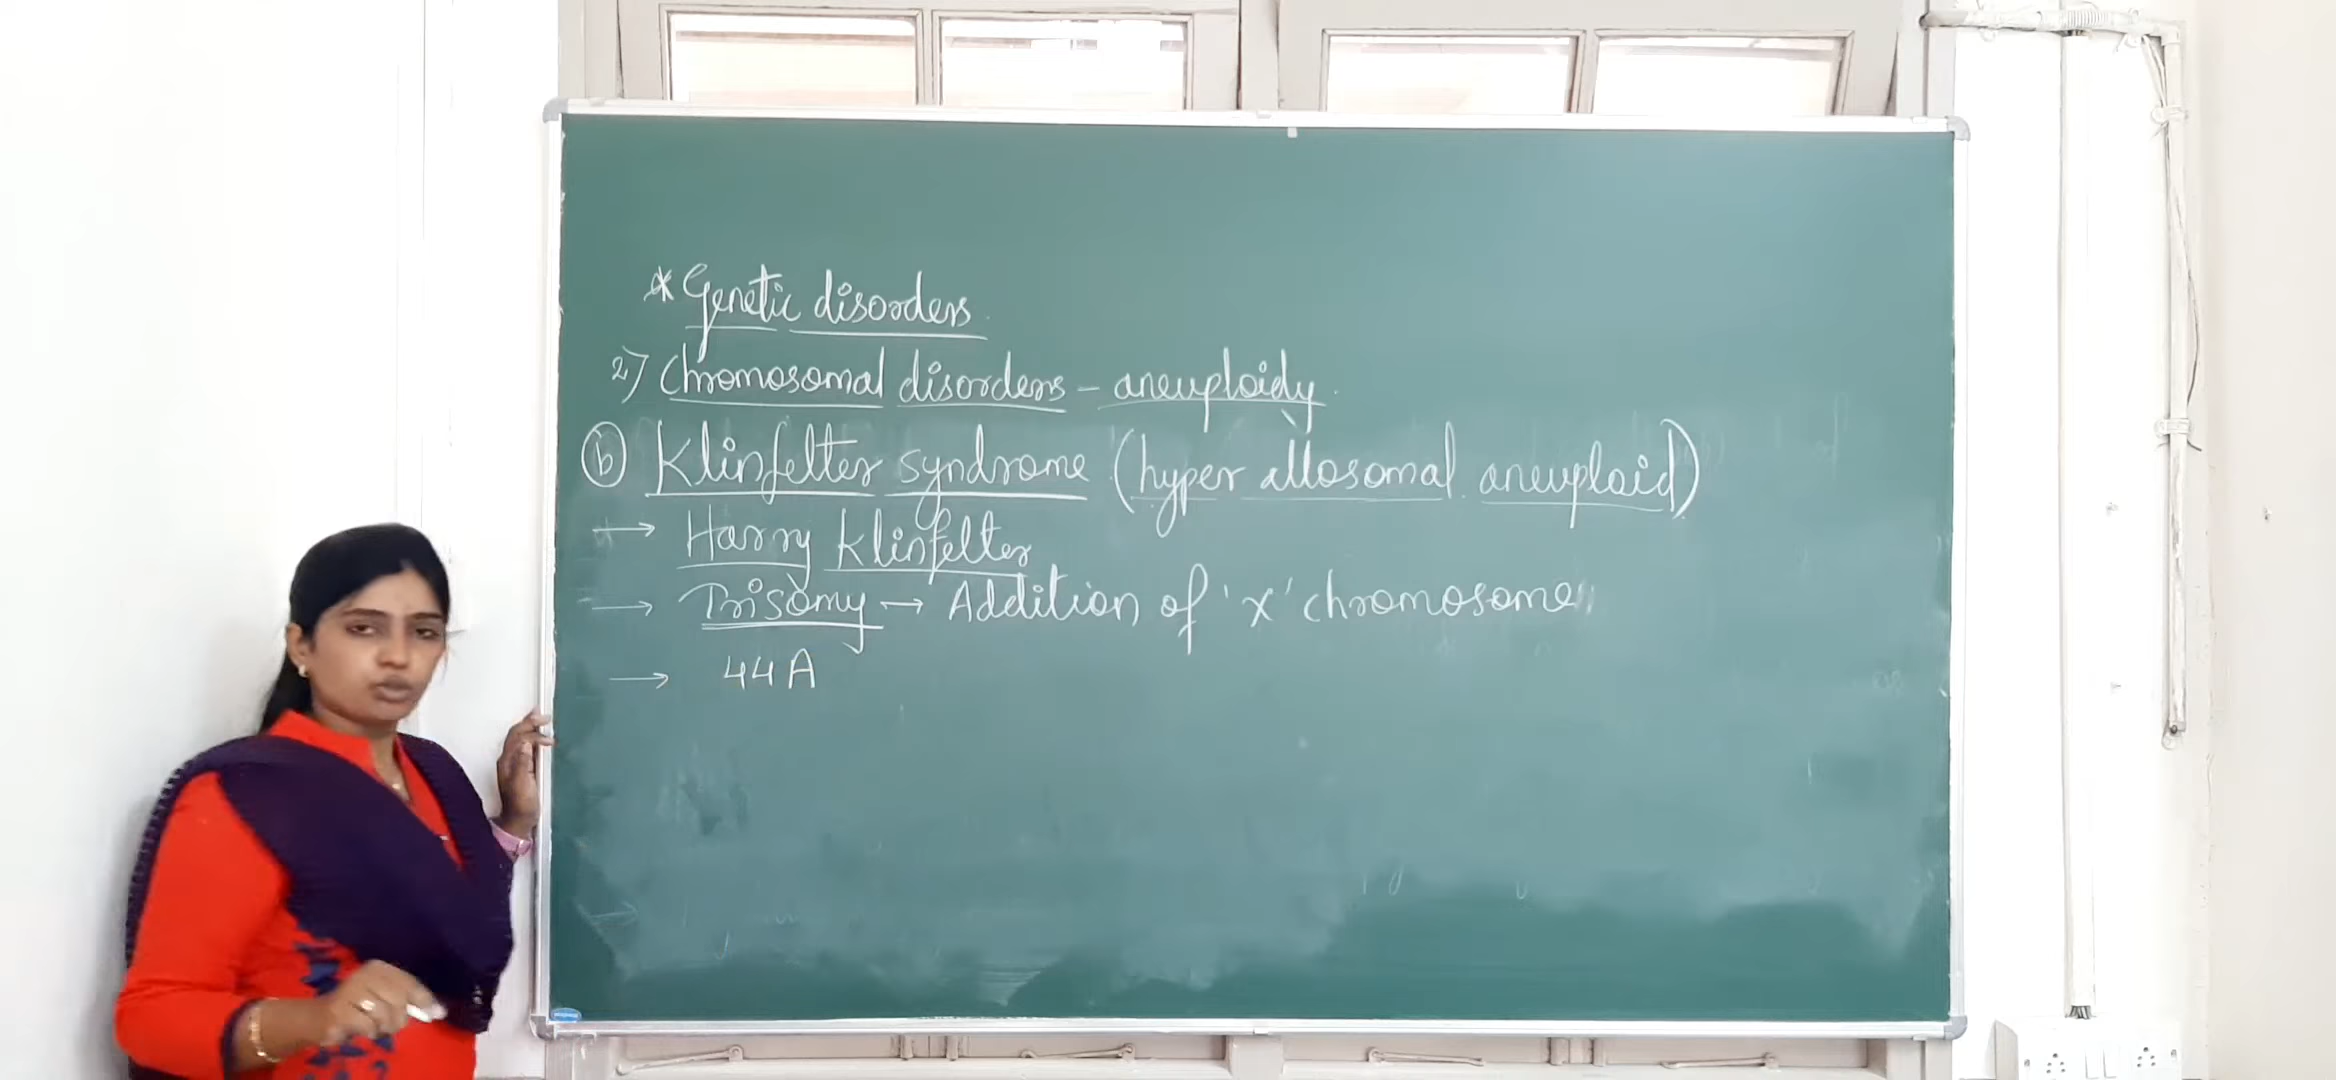 * Genetic disorders.
2) Chromosomal disorders - aneuploidy.
(b) Klinfelter syndrome (hyper allosomal aneuploid)
→ Harry Klinfelter
→ Trisomy → Addition of 'x' chromosome
→ 44A